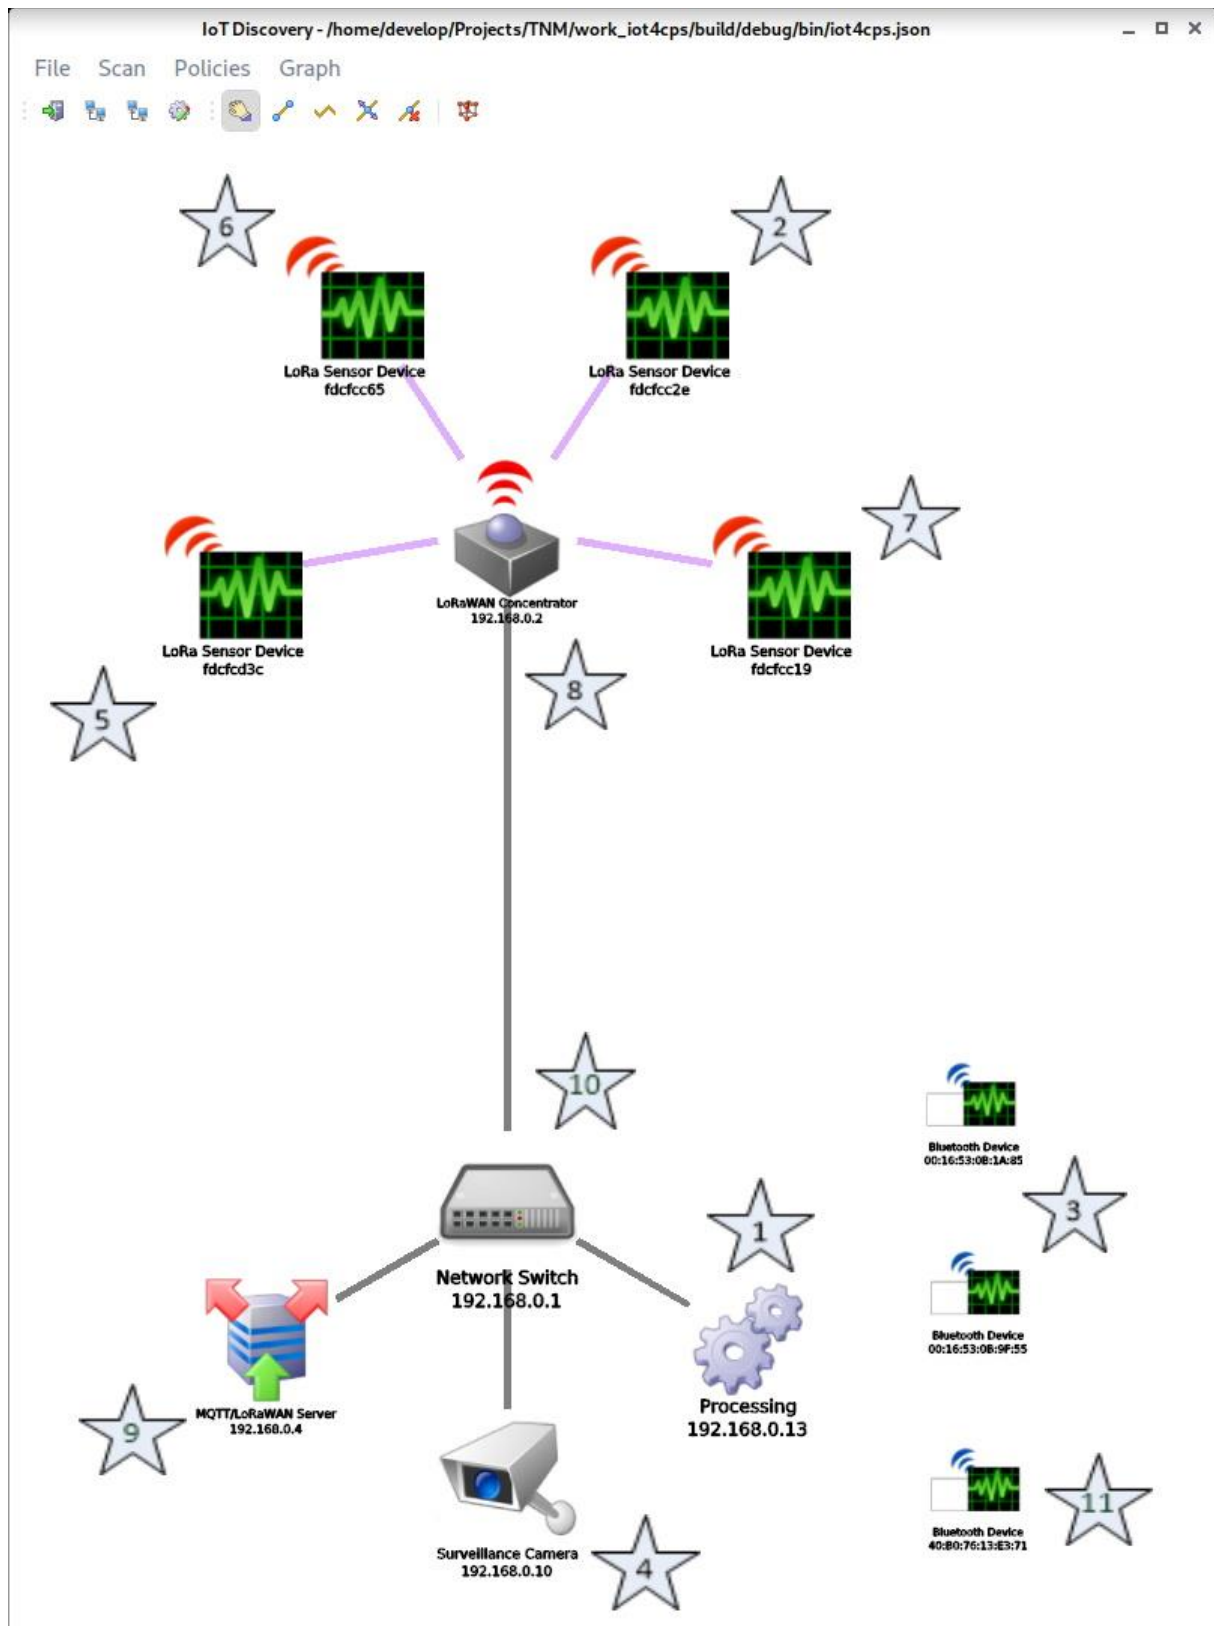 IoT Discovery - /home/develop/Projects/TNM/work_iot4cps/build/debug/bin/iot4cps.json
File Scan Policies Graph
6
2
LoRa Sensor Device
fdcfcc65
LoRa Sensor Device
fdcfcc2e
7
LoRaWAN Concentrator
192.168.0.2
LoRa Sensor Device
fdcfcd3c
LoRa Sensor Device
fdcfcc19
8
5
10
Bluetooth Device
00:16:53:0B:1A:85
3
1
Network Switch
192.168.0.1
Bluetooth Device
00:16:53:0B:9F:55
MQTT/LoRaWAN Server
192.168.0.4
9
Processing
192.168.0.13
11
Bluetooth Device
40:B0:76:13:E3:71
Surveillance Camera
192.168.0.10
4